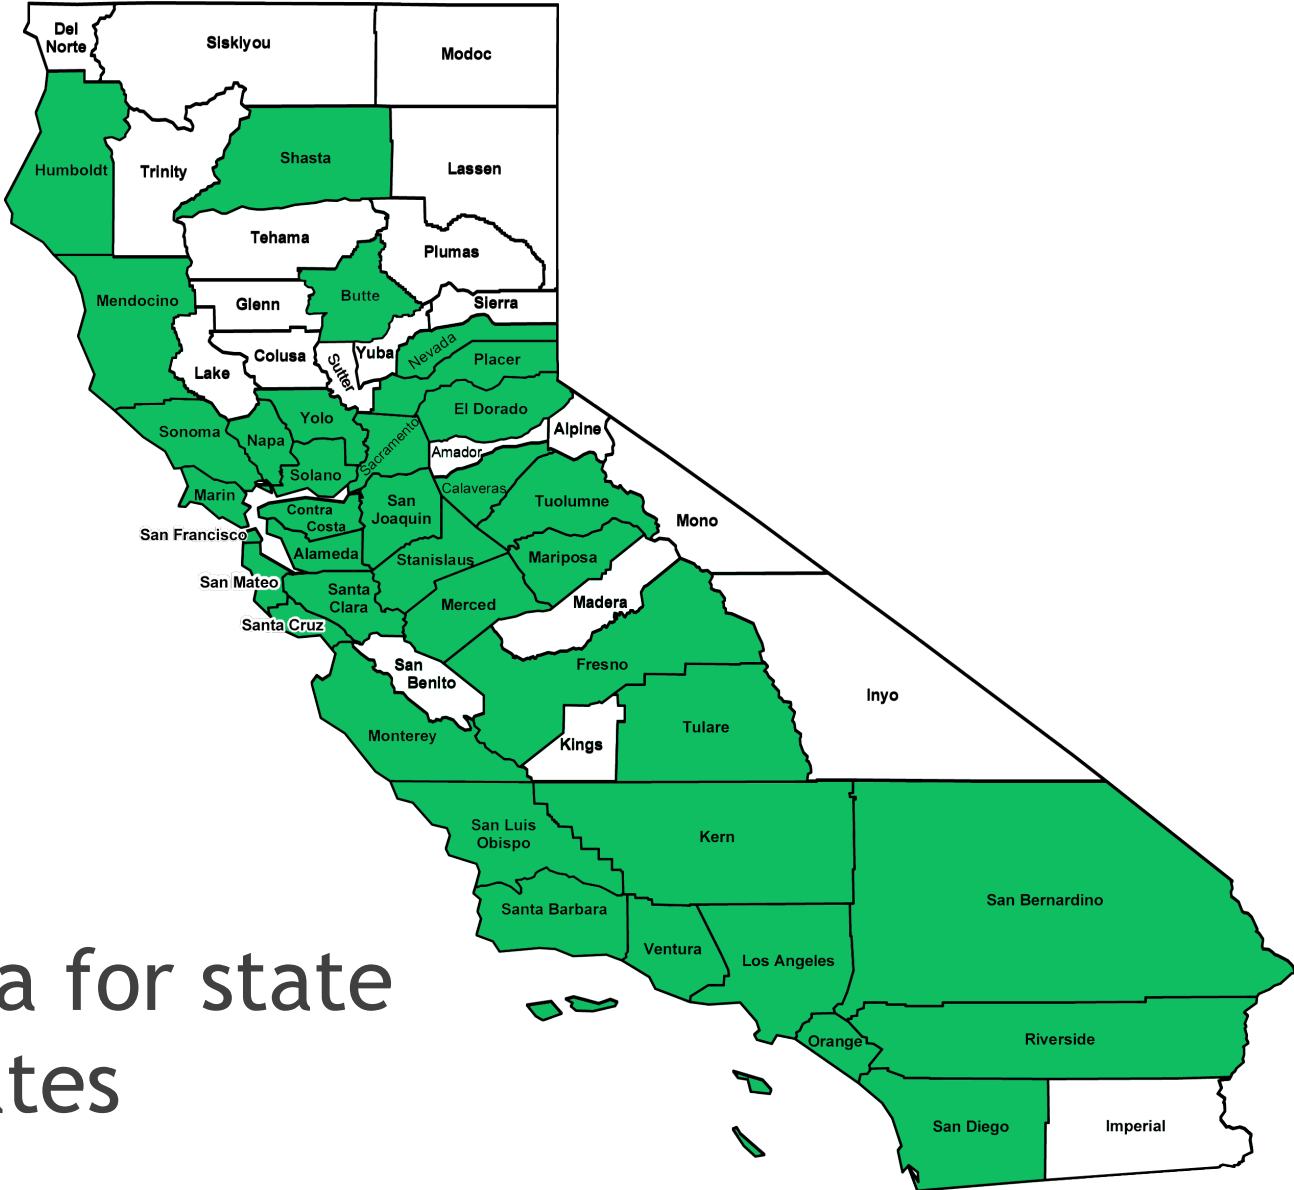 Del
Norte
Siskiyou
Modoc
Humboldt
Trinity
Shasta
Lassen
Tehama
Plumas
Mendocino
Glenn
Butte
Sierra
Lake
Colusa
Sutter
Yuba
Nevada
Placer
Sonoma
Napa
Yolo
Sacramento
El Dorado
Alpine
Amador
Solano
Marin
Calaveras
Tuolumne
Mono
Contra
Costa
San
Joaquin
San Francisco
Alameda
Stanislaus
Mariposa
San Mateo
Santa
Clara
Merced
Madera
Santa Cruz
San
Benito
Fresno
Inyo
Monterey
Kings
Tulare
San Luis
Obispo
Kern
San Bernardino
Santa Barbara
Ventura
Los Angeles
a for state
Orange
Riverside
tes
San Diego
Imperial